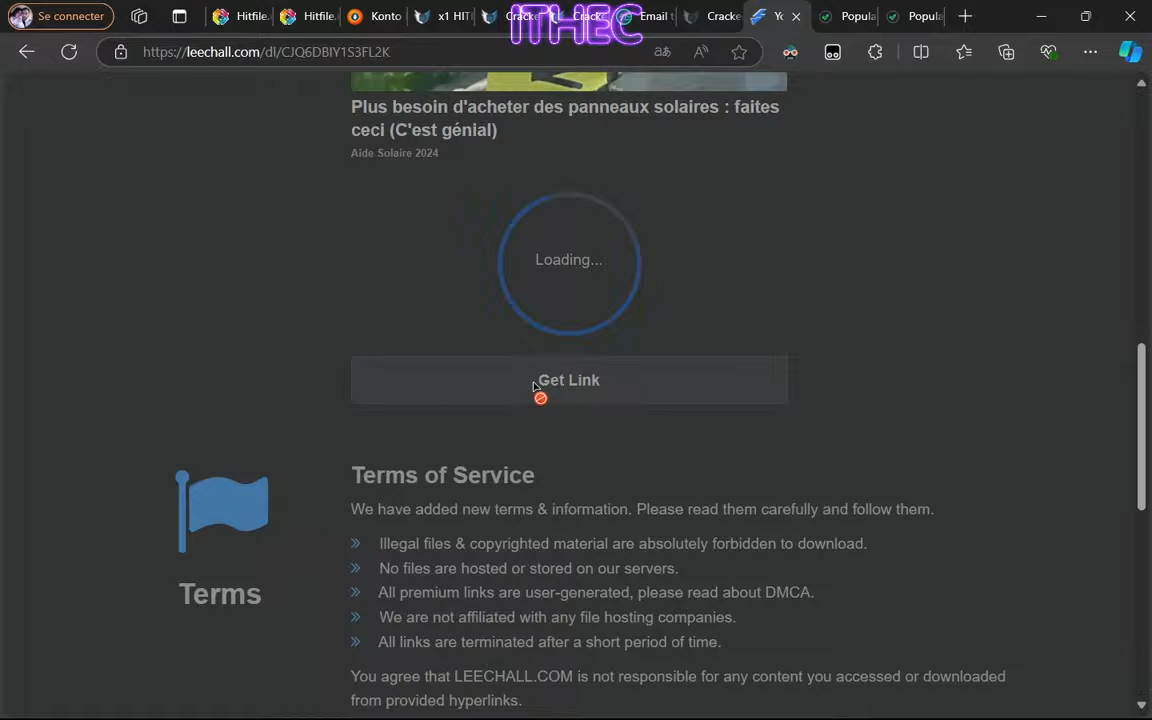 Se connecter
Hitfile.
Hitfile.
Konto
x1 HIT
Cracke
Crack
Email t
Cracke
Yo
Popula
Popula
ITHEC
https://leechall.com/dl/CJQ6DBIY1S3FL2K
Plus besoin d'acheter des panneaux solaires : faites
ceci (C'est génial)
Aide Solaire 2024
Loading...
Get Link
Terms of Service
We have added new terms & information. Please read them carefully and follow them.
Illegal files & copyrighted material are absolutely forbidden to download.
No files are hosted or stored on our servers.
Terms
All premium links are user-generated, please read about DMCA.
We are not affiliated with any file hosting companies.
All links are terminated after a short period of time.
You agree that LEECHALL.COM is not responsible for any content you accessed or downloaded
from provided hyperlinks.